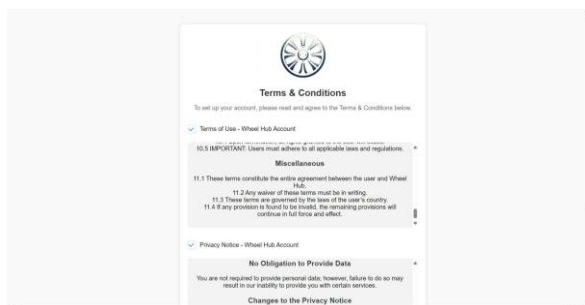 Terms & Conditions
To set up your account, please read and agree to the Terms & Conditions below
Terms of Use - Wheel Hub Account
10.5 IMPORTANT: Users must adhere to all applicable laws and regulations.
Miscellaneous
11.1 These terms constitute the entire agreement between the user and Wheel
Hub.
11.2 Any waiver of these terms must be in writing.
11.3 These terms are governed by the laws of the user's country.
11.4 If any provision is found to be invalid, the remaining provisions will
continue in full force and effect.
Privacy Notice - Wheel Hub Account
No Obligation to Provide Data
You are not required to provide personal data; however, failure to do so may
result in our inability to provide you with certain services.
Changes to the Privacy Notice